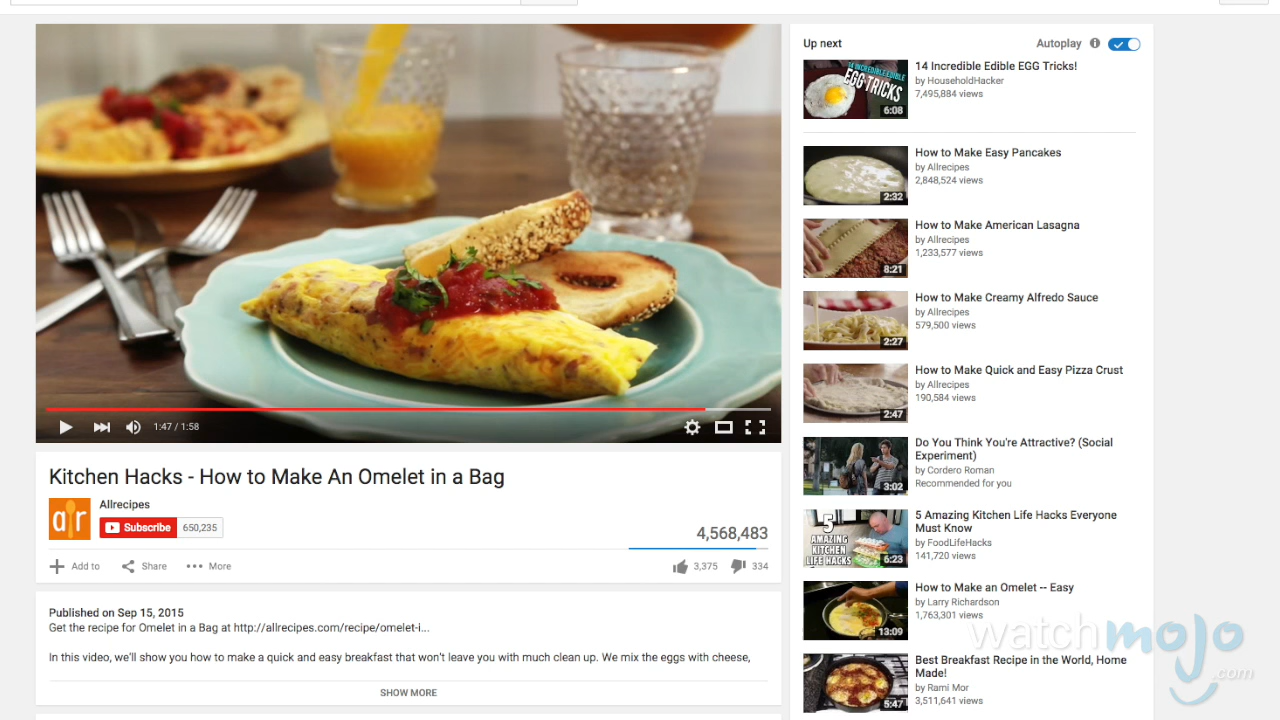 1:47 / 1:58
Kitchen Hacks - How to Make An Omelet in a Bag
ar
Allrecipes
Subscribe 650,235
4,568,483
Add to Share More
3,375 334
Published on Sep 15, 2015
Get the recipe for Omelet in a Bag at http://allrecipes.com/recipe/omelet-i...
In this video, we'll show you how to make a quick and easy breakfast that won't leave you with much clean up. We mix the eggs with cheese,
SHOW MORE
Up next
Autoplay
14 INCREDIBLE EDIBLE
EGG TRICKS
6:08
14 Incredible Edible EGG Tricks!
by HouseholdHacker
7,495,884 views
2:32
How to Make Easy Pancakes
by Allrecipes
2,848,524 views
8:21
How to Make American Lasagna
by Allrecipes
1,233,577 views
2:27
How to Make Creamy Alfredo Sauce
by Allrecipes
579,500 views
2:47
How to Make Quick and Easy Pizza Crust
by Allrecipes
190,584 views
3:02
Do You Think You're Attractive? (Social
Experiment)
by Cordero Roman
Recommended for you
5
AMAZING
KITCHEN
LIFE HACKS
6:23
5 Amazing Kitchen Life Hacks Everyone
Must Know
by FoodLifeHacks
141,720 views
13:09
How to Make an Omelet -- Easy
by Larry Richardson
1,763,301 views
5:47
Best Breakfast Recipe in the World, Home
Made!
by Rami Mor
3,511,641 views
watchmojo
.com